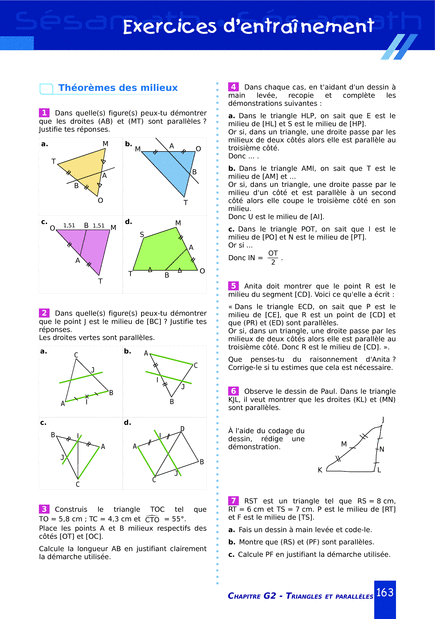 Exercices d'entraînement
Théorèmes des milieux
1 Dans quelle(s) figure(s) peux-tu démontrer
que les droites (AB) et (MT) sont parallèles ?
Justifie tes réponses.
a.
M
T
A
B
O
b.
M
A
O
B
T
c.
O 1,51 B 1,51 M
A
T
d.
M
S
A
T
B
O
2 Dans quelle(s) figure(s) peux-tu démontrer
que le point J est le milieu de [BC] ? Justifie tes
réponses.
Les droites vertes sont parallèles.
a.
C
J
B
A
I
b.
A
C
I
J
B
c.
B
I
A
J
C
d.
D
I
A
J
B
C
3 Construis le triangle TOC tel que
TO = 5,8 cm ; TC = 4,3 cm et CTO = 55°.
Place les points A et B milieux respectifs des
côtés [OT] et [OC].
Calcule la longueur AB en justifiant clairement
la démarche utilisée.
4 Dans chaque cas, en t'aidant d'un dessin à
main levée, recopie et complète les
démonstrations suivantes :
a. Dans le triangle HLP, on sait que E est le
milieu de [HL] et S est le milieu de [HP].
Or si, dans un triangle, une droite passe par les
milieux de deux côtés alors elle est parallèle au
troisième côté.
Donc ... .
b. Dans le triangle AMI, on sait que T est le
milieu de [AM] et ...
Or si, dans un triangle, une droite passe par le
milieu d'un côté et est parallèle à un second
côté alors elle coupe le troisième côté en son
milieu.
Donc U est le milieu de [AI].
c. Dans le triangle POT, on sait que I est le
milieu de [PO] et N est le milieu de [PT].
Or si ...
Donc IN = OT/2 .
5 Anita doit montrer que le point R est le
milieu du segment [CD]. Voici ce qu'elle a écrit :
« Dans le triangle ECD, on sait que P est le
milieu de [CE], que R est un point de [CD] et
que (PR) et (ED) sont parallèles.
Or si, dans un triangle, une droite passe par les
milieux de deux côtés alors elle est parallèle au
troisième côté. Donc R est le milieu de [CD]. ».
Que penses-tu du raisonnement d'Anita ?
Corrige-le si tu estimes que cela est nécessaire.
6 Observe le dessin de Paul. Dans le triangle
KJL, il veut montrer que les droites (KL) et (MN)
sont parallèles.
À l'aide du codage du
dessin, rédige une
démonstration.
J
M
N
K
L
7 RST est un triangle tel que RS = 8 cm,
RT = 6 cm et TS = 7 cm. P est le milieu de [RT]
et F est le milieu de [TS].
a. Fais un dessin à main levée et code-le.
b. Montre que (RS) et (PF) sont parallèles.
c. Calcule PF en justifiant la démarche utilisée.
CHAPITRE G2 - TRIANGLES ET PARALLÈLES 163